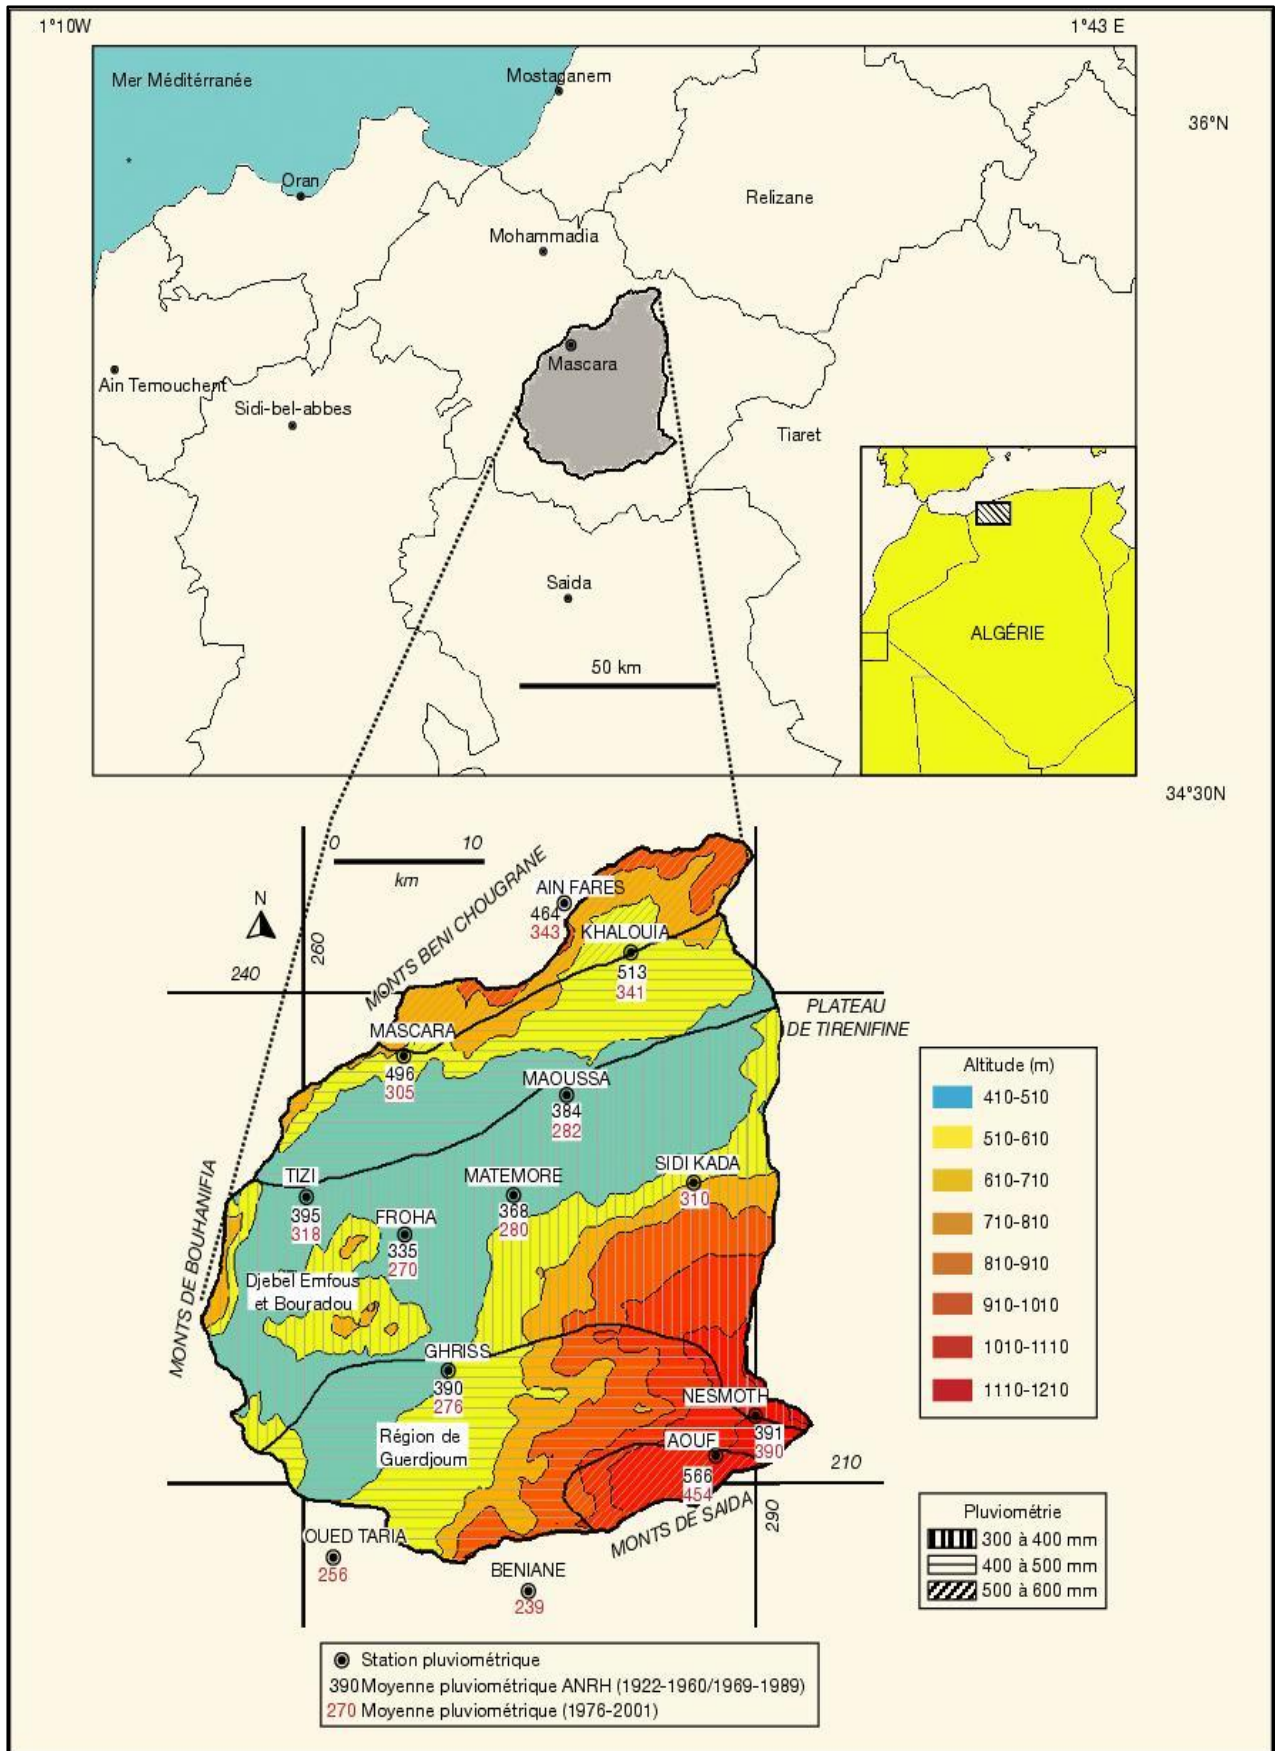 1°10W
1°43 E
Mer Méditérranée
Mostaganem
36°N
Oran
Relizane
Mohammadia
Mascara
Ain Temouchent
Sidi-bel-abbes
Tiaret
Saida
ALGÉRIE
50 km
34°30N
0 10
km
N
MONTS BENI CHOUGRANE
AIN FARES
464
343
KHALOUIA
513
341
260
240
PLATEAU
DE TIRENIFINE
MASCARA
496
305
MAOUSSA
384
282
Altitude (m)
410-510
510-610
610-710
710-810
810-910
910-1010
1010-1110
1110-1210
TIZI
395
318
MATEMORE
368
280
SIDI KADA
310
FROHA
335
270
MONTS DE BOUHANIFIA
Djebel Emfous
et Bouradou
GHRISS
390
276
NESMOTH
391
390
Région de
Guerdjoum
AOUF
566
454
210
290
MONTS DE SAIDA
OUED TARIA
256
BENIANE
239
Pluviométrie
300 à 400 mm
400 à 500 mm
500 à 600 mm
Station pluviométrique
390 Moyenne pluviométrique ANRH (1922-1960/1969-1989)
270 Moyenne pluviométrique (1976-2001)